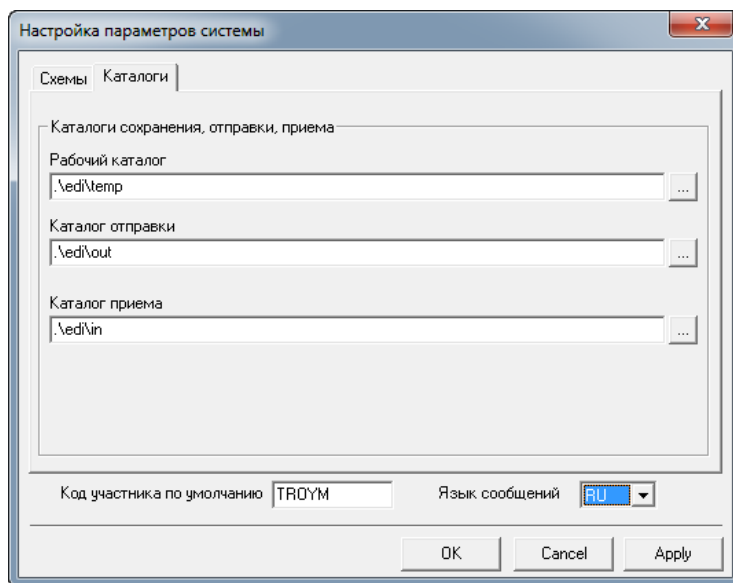 Настройка параметров системы
Схемы Каталоги
Каталоги сохранения, отправки, приема
Рабочий каталог
.\edi\temp
...
Каталог отправки
.\edi\out
...
Каталог приема
.\edi\in
...
Код участника по умолчанию TROYM Язык сообщений RU
OK Cancel Apply